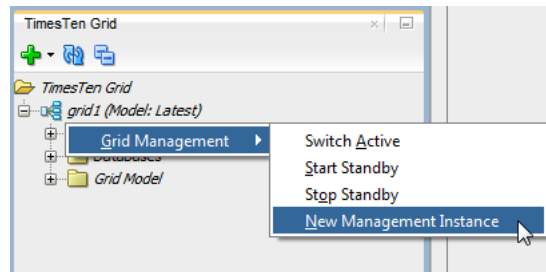 TimesTen Grid
TimesTen Grid
grid1 (Model: Latest)
Grid Management
Switch Active
Start Standby
Stop Standby
New Management Instance
Databases
Grid Model